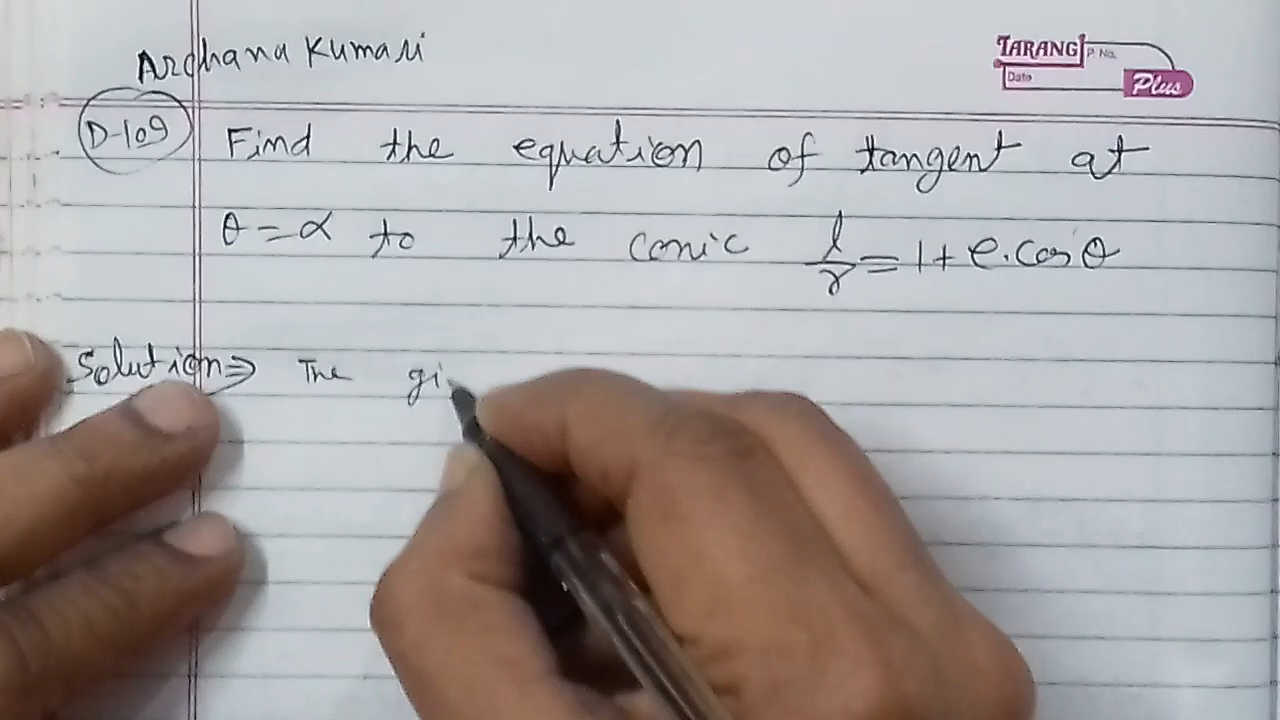 Archana Kumari
TARANG P. No.
Date
Plus
D-109 Find the equation of tangent at
θ = α to the conic l/r = 1 + e.cosθ
Solution ⇒ The gi